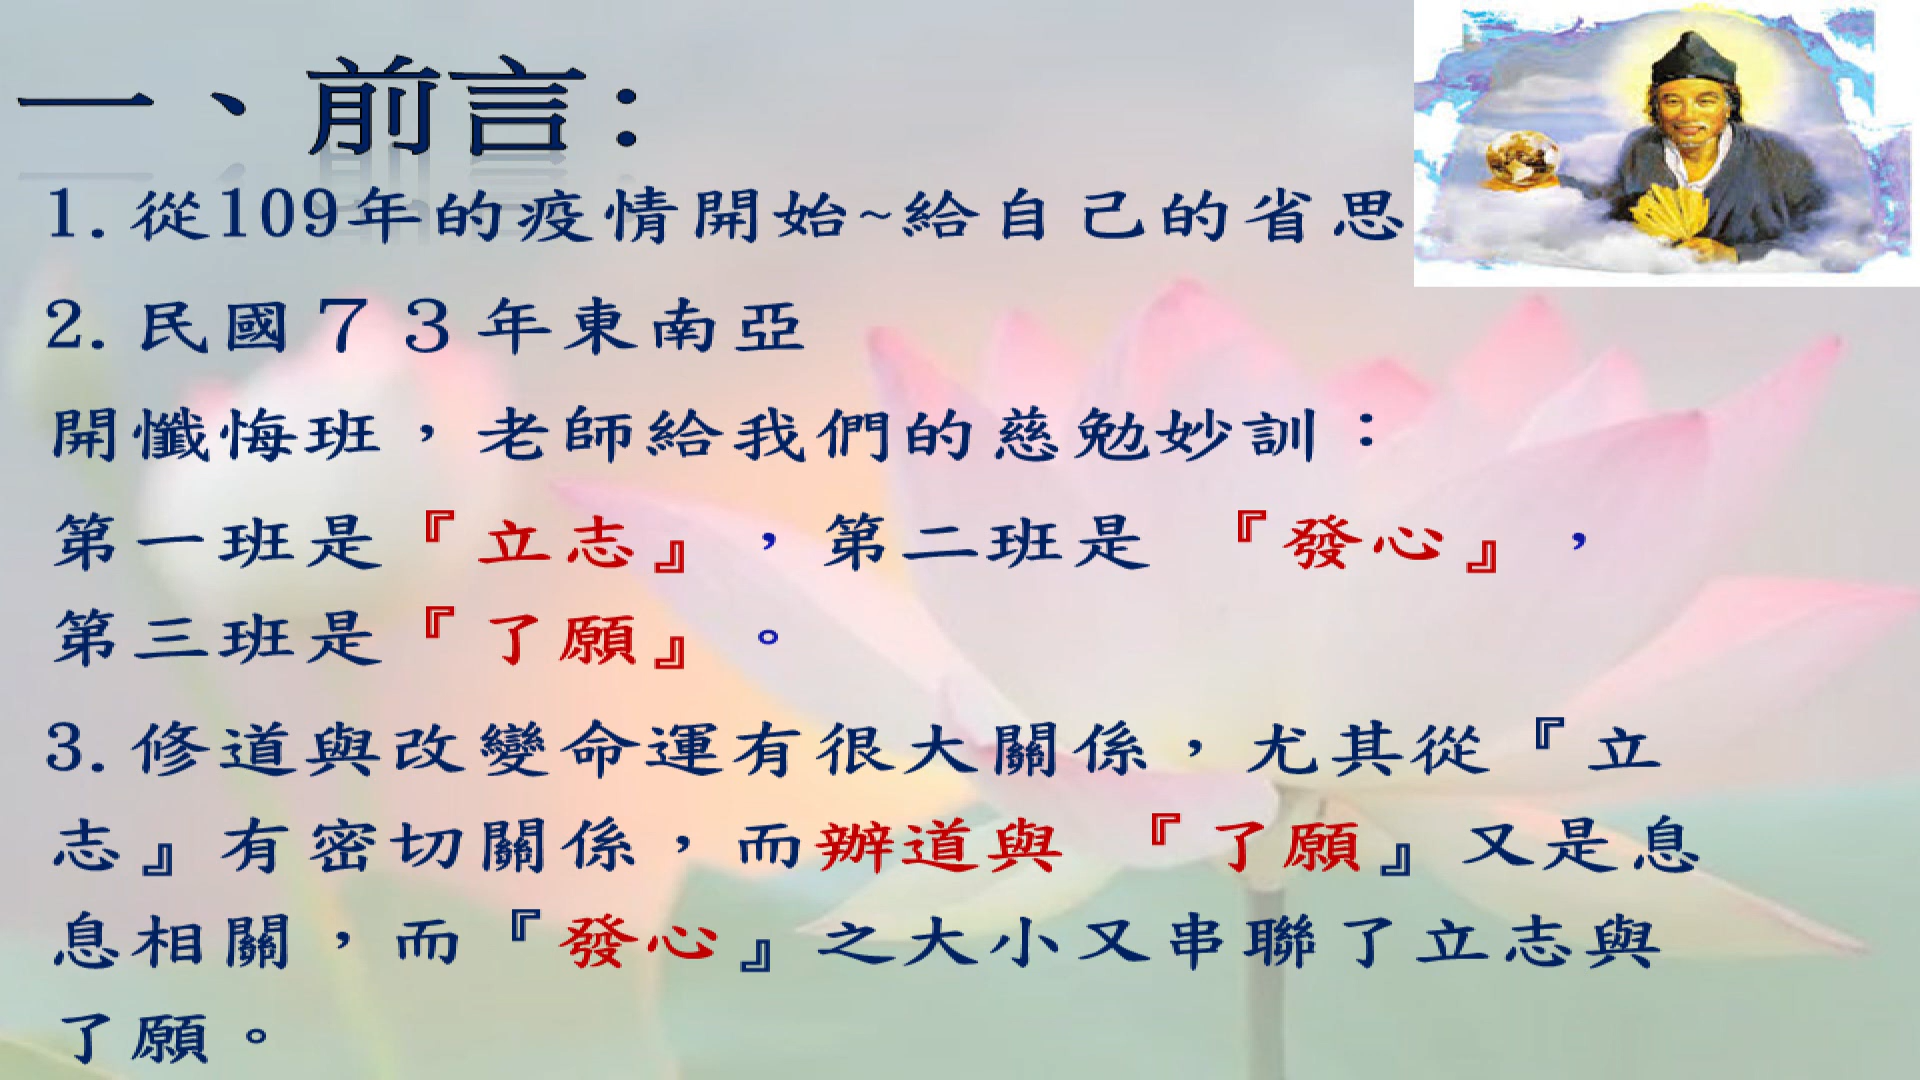 一、前言：
1.從109年的疫情開始~給自己的省思
2.民國７３年東南亞
開懺悔班，老師給我們的慈勉妙訓：
第一班是『立志』，第二班是 『發心』，
第三班是『了願』。
3.修道與改變命運有很大關係，尤其從『立
志』有密切關係，而辦道與 『了願』又是息
息相關，而『發心』之大小又串聯了立志與
了願。